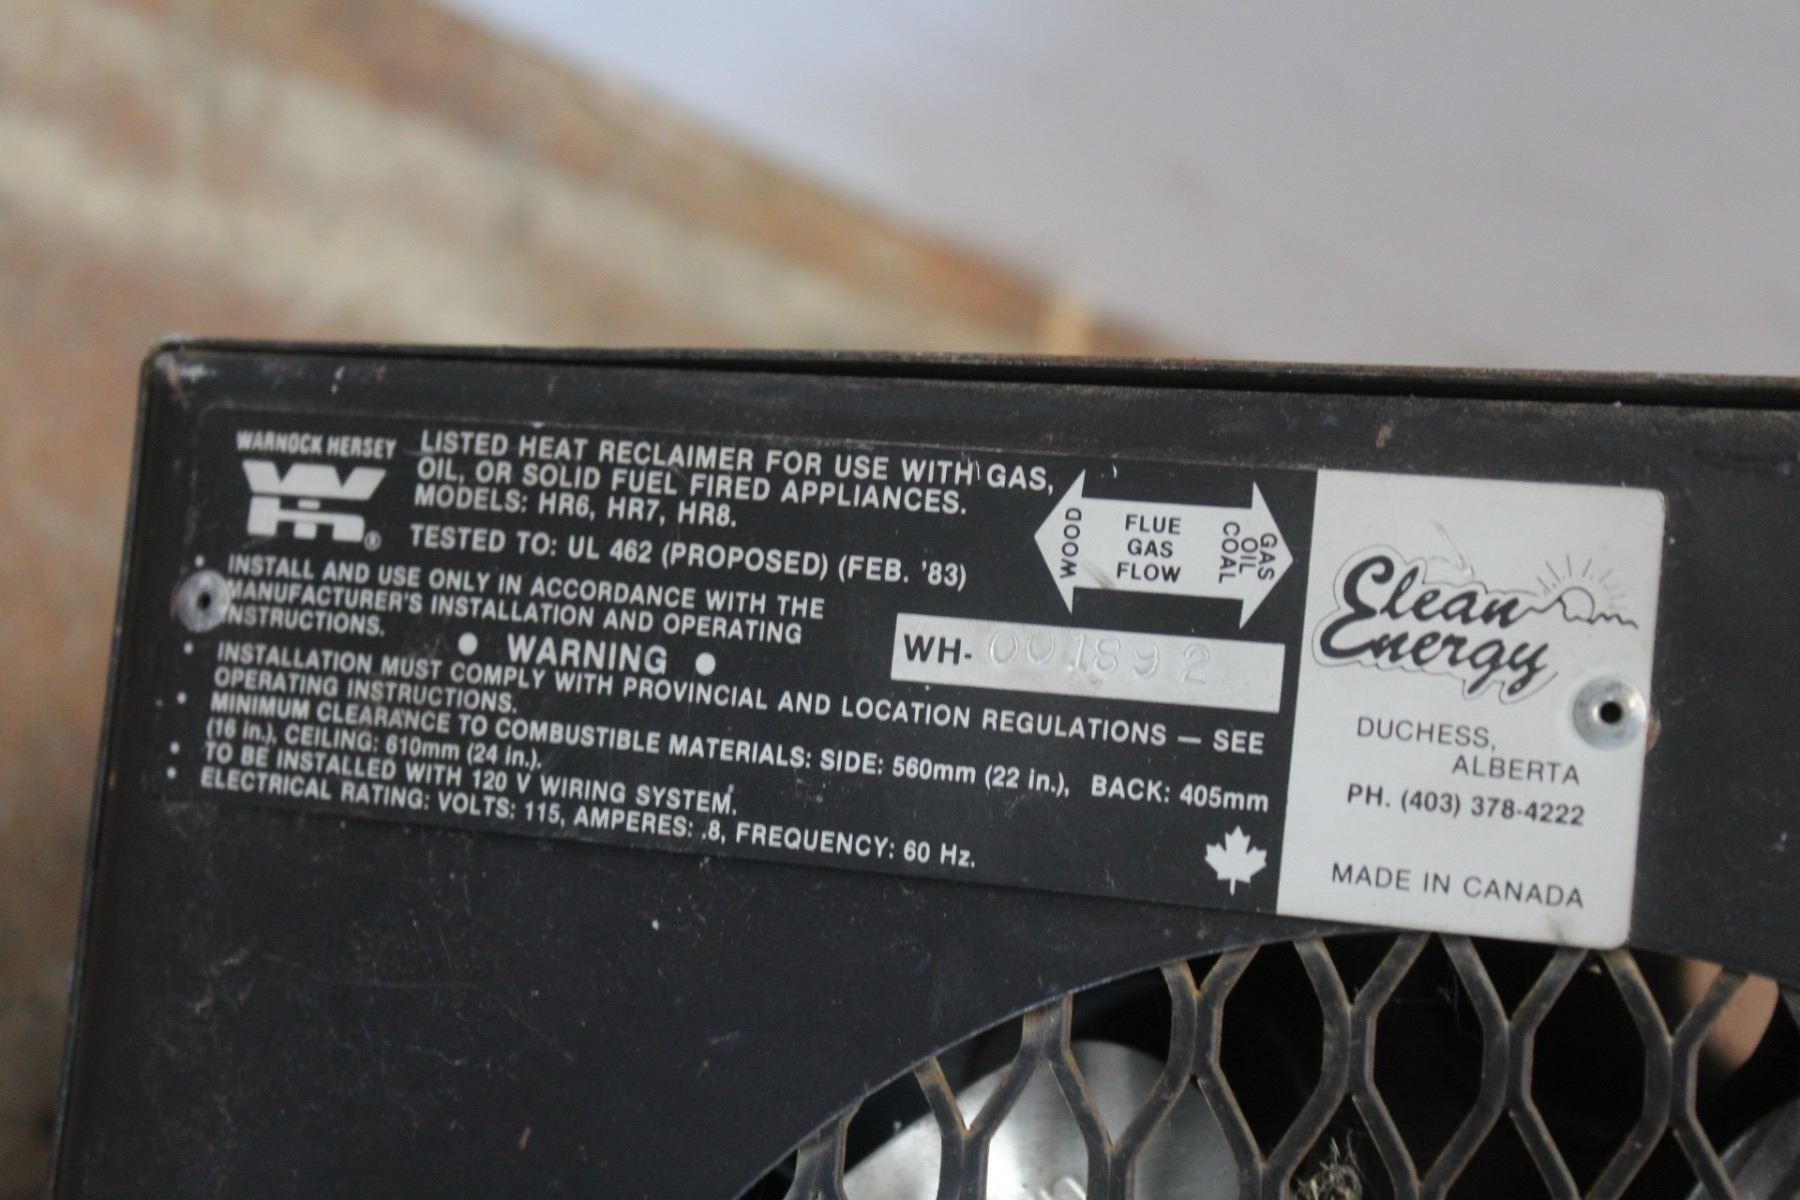 WARNOCK HERSEY
WH®
LISTED HEAT RECLAIMER FOR USE WITH GAS,
OIL, OR SOLID FUEL FIRED APPLIANCES.
MODELS: HR6, HR7, HR8.
TESTED TO: UL 462 (PROPOSED) (FEB. '83)
WOOD
FLUE
GAS
FLOW
COAL
OIL
GAS
• INSTALL AND USE ONLY IN ACCORDANCE WITH THE
MANUFACTURER'S INSTALLATION AND OPERATING
INSTRUCTIONS.
● WARNING ●
WH-001892
• INSTALLATION MUST COMPLY WITH PROVINCIAL AND LOCATION REGULATIONS — SEE
OPERATING INSTRUCTIONS.
• MINIMUM CLEARANCE TO COMBUSTIBLE MATERIALS: SIDE: 560mm (22 in.), BACK: 405mm
(16 in.), CEILING: 610mm (24 in.).
• TO BE INSTALLED WITH 120 V WIRING SYSTEM.
• ELECTRICAL RATING: VOLTS: 115, AMPERES: .8, FREQUENCY: 60 Hz.
Elean
Energy
DUCHESS,
ALBERTA
PH. (403) 378-4222
MADE IN CANADA